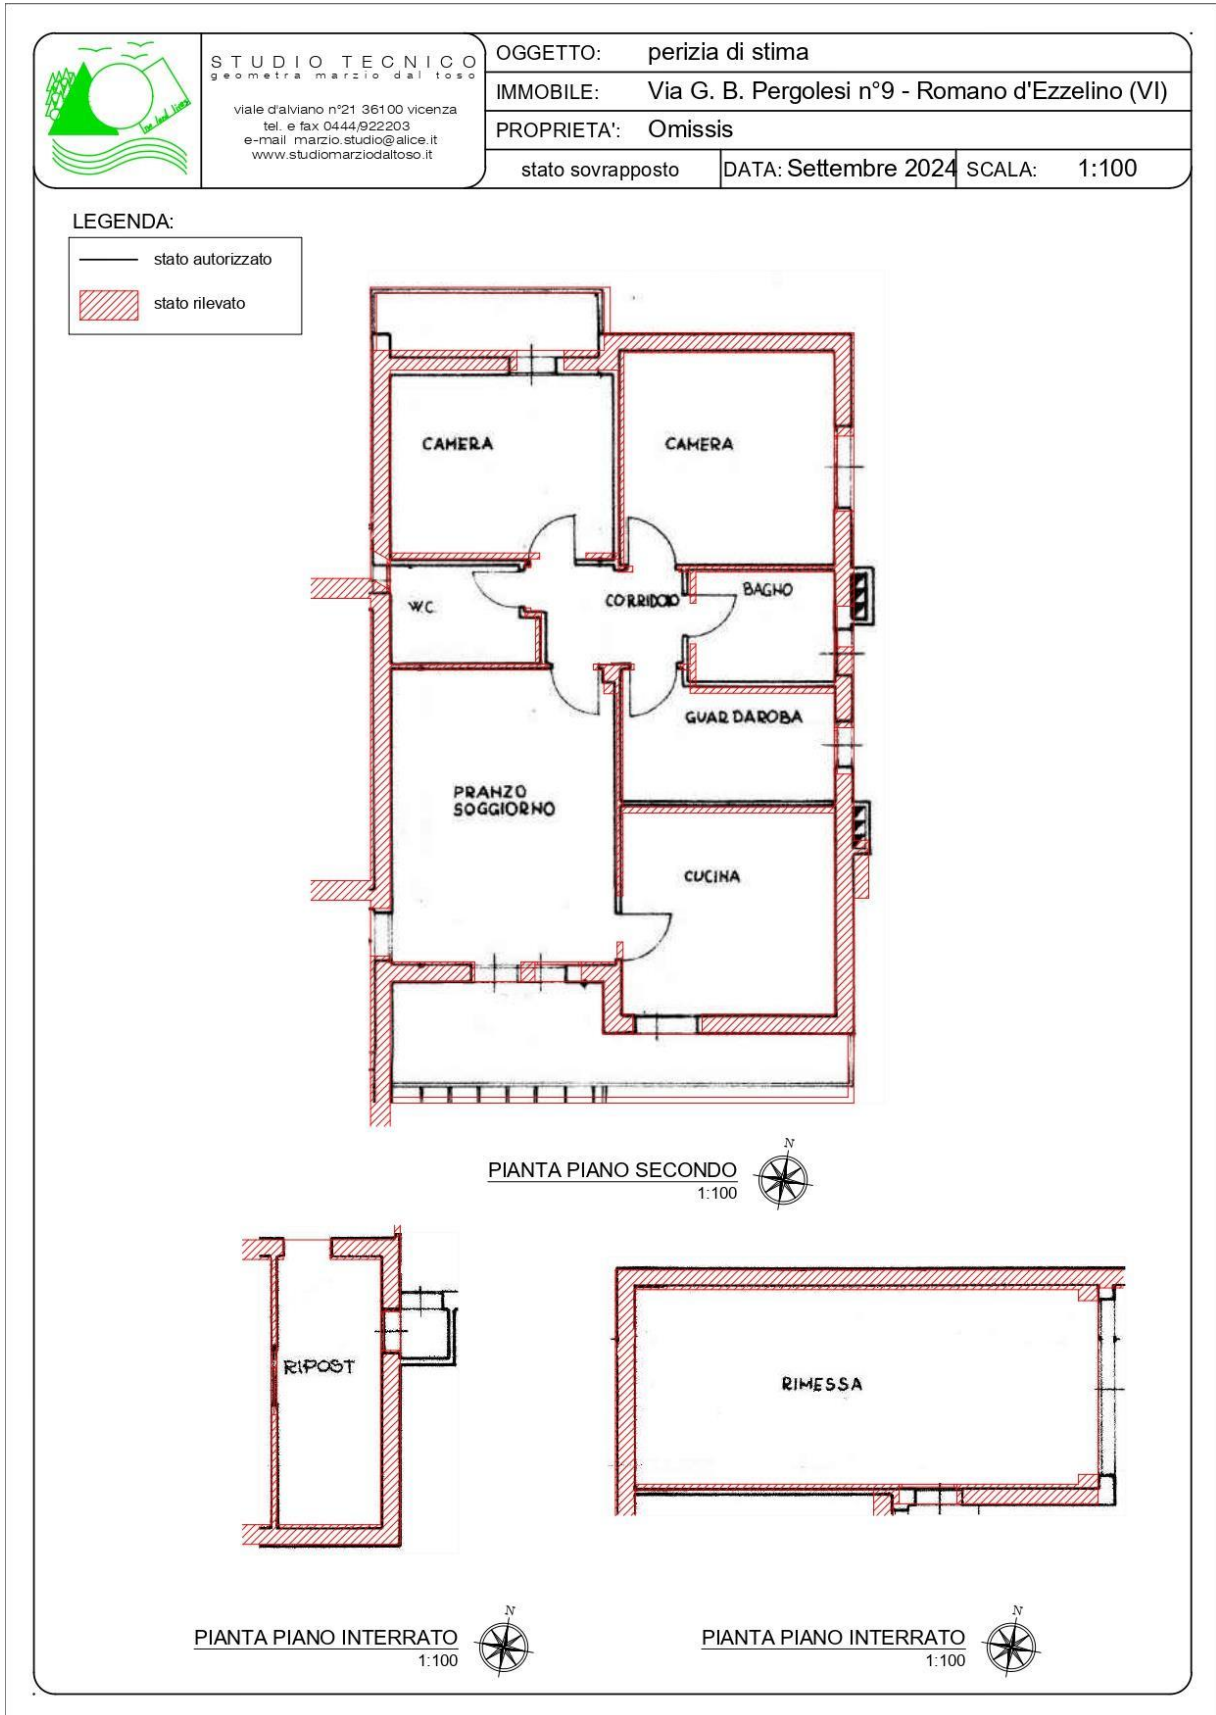 STUDIO TECNICO
geometra marzio dal toso
viale d'alviano n°21 36100 vicenza
tel. e fax 0444/922203
e-mail marzio.studio@alice.it
www.studiomarziodaltoso.it
OGGETTO: perizia di stima
IMMOBILE: Via G. B. Pergolesi n°9 - Romano d'Ezzelino (VI)
PROPRIETA': Omissis
stato sovrapposto DATA: Settembre 2024 SCALA: 1:100
LEGENDA:
stato autorizzato
stato rilevato
CAMERA
CAMERA
W.C.
CORRIDOIO
BAGNO
GUARDAROBA
PRANZO
SOGGIORNO
CUCINA
PIANTA PIANO SECONDO
1:100
N
RIPOST
RIMESSA
PIANTA PIANO INTERRATO
1:100
N
PIANTA PIANO INTERRATO
1:100
N